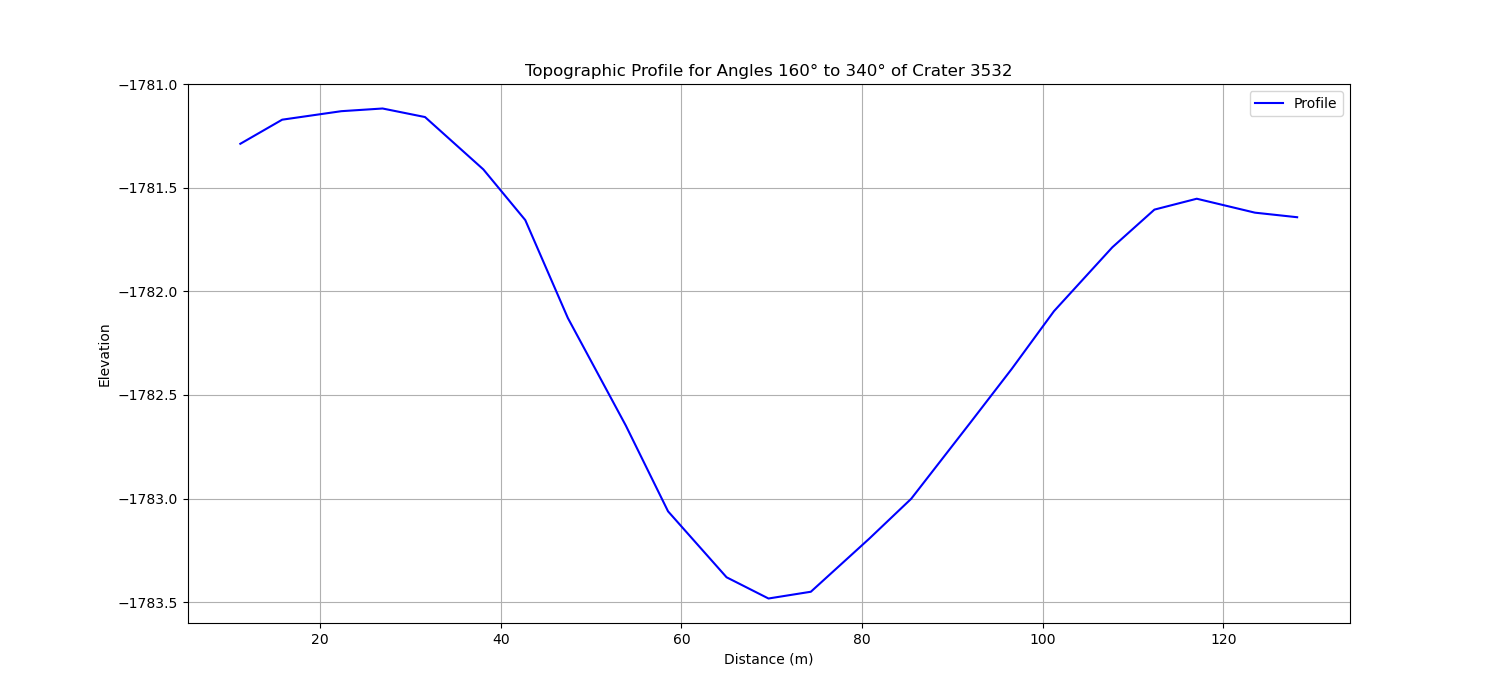 Topographic Profile for Angles 160° to 340° of Crater 3532
−1781.0
Profile
−1781.5
−1782.0
Elevation
−1782.5
−1783.0
−1783.5
20 40 60 80 100 120
Distance (m)